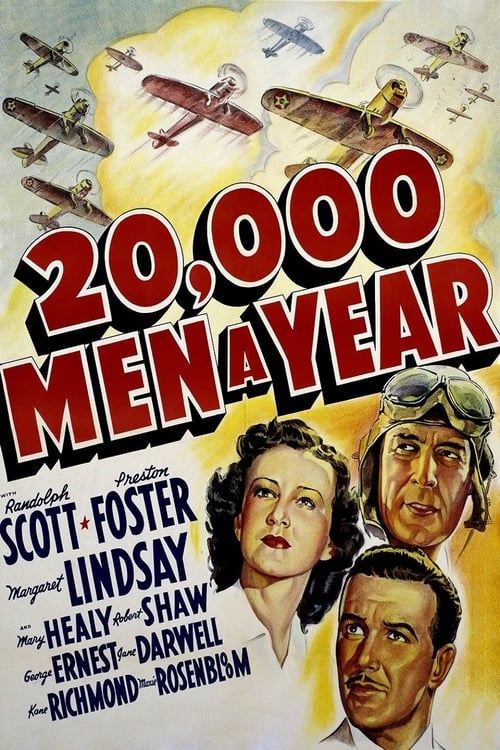 20,000
MEN A YEAR
WITH Randolph SCOTT ★ Preston FOSTER
Margaret LINDSAY
AND Mary HEALY Robert SHAW
George ERNEST Jane DARWELL
Kane RICHMOND Maxie ROSENBLOOM